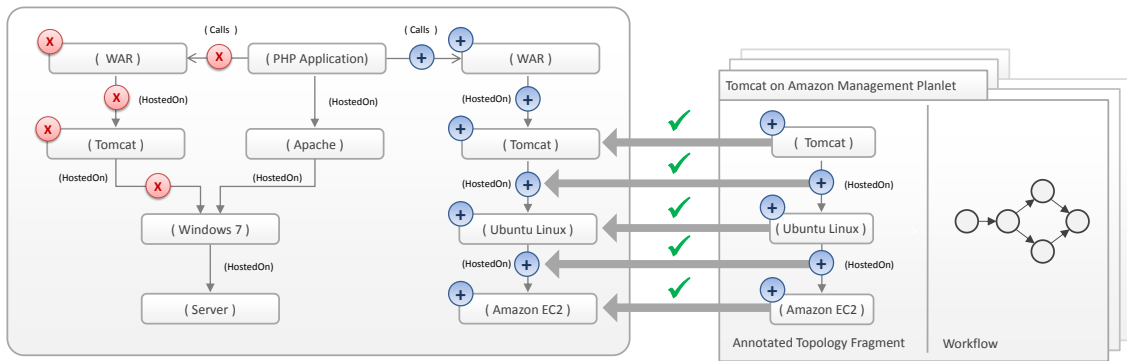 ( Calls )
( Calls )
X
+
( WAR )
X
( PHP Application)
+
( WAR )
Tomcat on Amazon Management Planlet
X
(HostedOn)
(HostedOn)
(HostedOn)
+
X
( Tomcat )
( Apache )
+
( Tomcat )
+
( Tomcat )
(HostedOn)
X
(HostedOn)
(HostedOn)
+
+
(HostedOn)
( Windows 7 )
+
( Ubuntu Linux )
+
( Ubuntu Linux )
(HostedOn)
(HostedOn)
+
+
(HostedOn)
( Server )
+
( Amazon EC2 )
+
( Amazon EC2 )
Annotated Topology Fragment
Workflow